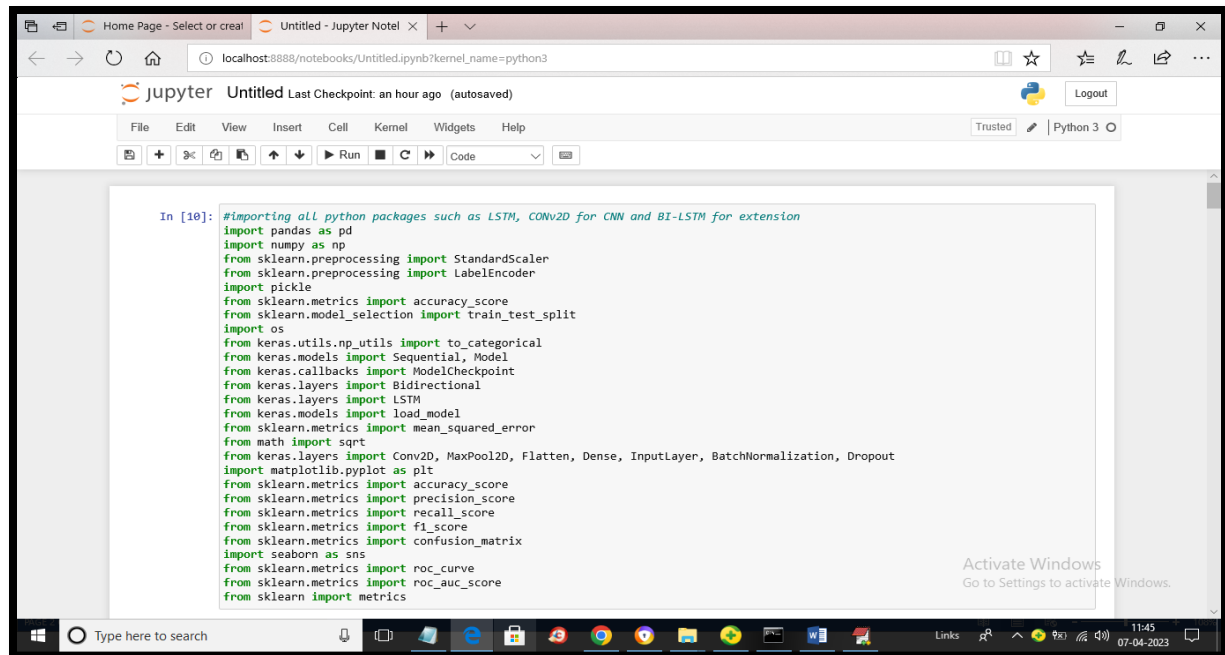 Home Page - Select or creat
Untitled - Jupyter Notel
localhost:8888/notebooks/Untitled.ipynb?kernel_name=python3
jupyter Untitled Last Checkpoint: an hour ago (autosaved)
Logout
File Edit View Insert Cell Kernel Widgets Help
Trusted Python 3
Run Code
In [10]: #importing all python packages such as LSTM, CONv2D for CNN and BI-LSTM for extension
import pandas as pd
import numpy as np
from sklearn.preprocessing import StandardScaler
from sklearn.preprocessing import LabelEncoder
import pickle
from sklearn.metrics import accuracy_score
from sklearn.model_selection import train_test_split
import os
from keras.utils.np_utils import to_categorical
from keras.models import Sequential, Model
from keras.callbacks import ModelCheckpoint
from keras.layers import Bidirectional
from keras.layers import LSTM
from keras.models import load_model
from sklearn.metrics import mean_squared_error
from math import sqrt
from keras.layers import Conv2D, MaxPool2D, Flatten, Dense, InputLayer, BatchNormalization, Dropout
import matplotlib.pyplot as plt
from sklearn.metrics import accuracy_score
from sklearn.metrics import precision_score
from sklearn.metrics import recall_score
from sklearn.metrics import f1_score
from sklearn.metrics import confusion_matrix
import seaborn as sns
from sklearn.metrics import roc_curve
from sklearn.metrics import roc_auc_score
from sklearn import metrics
Activate Windows
Go to Settings to activate Windows.
Type here to search
Links
11:45
07-04-2023